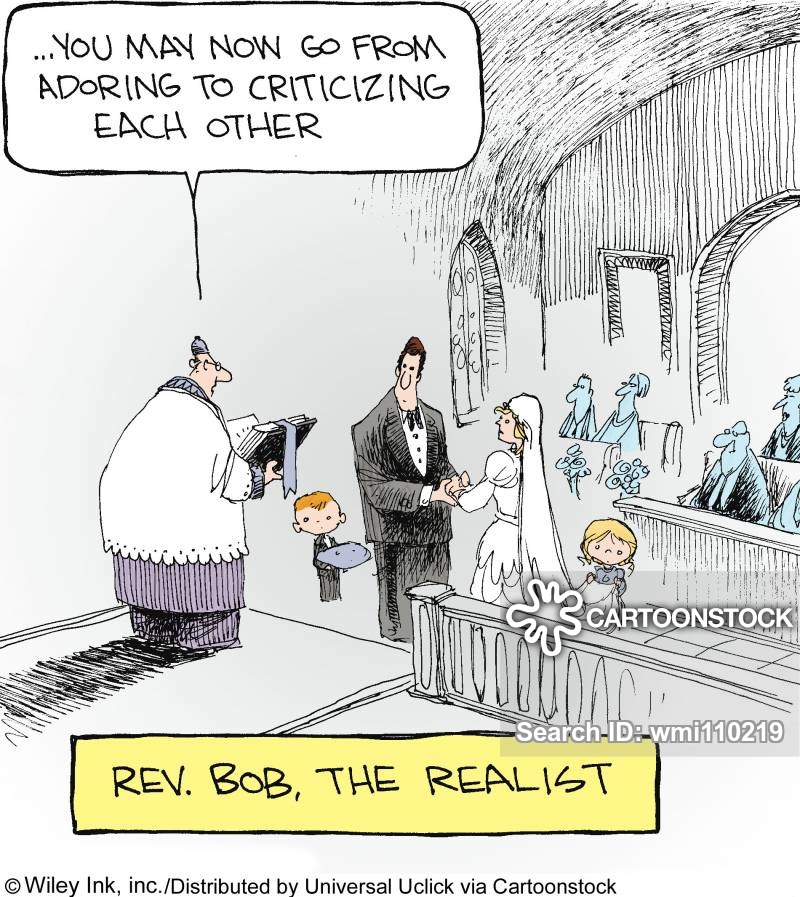 ...YOU MAY NOW GO FROM
ADORING TO CRITICIZING
EACH OTHER
CARTOONSTOCK
Search ID: wmi110219
REV. BOB, THE REALIST
© Wiley Ink, inc./Distributed by Universal Uclick via Cartoonstock